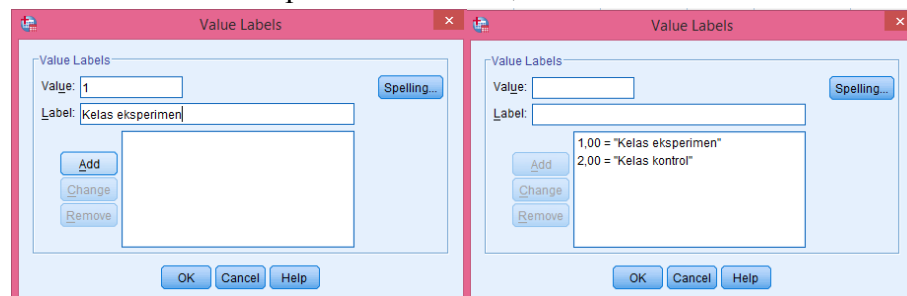 Value Labels
Value Labels
Value: 1
Spelling...
Label: Kelas eksperimen
Add
Change
Remove
OK Cancel Help
Value Labels
Value Labels
Value:
Spelling...
Label:
1,00 = "Kelas eksperimen"
2,00 = "Kelas kontrol"
Add
Change
Remove
OK Cancel Help